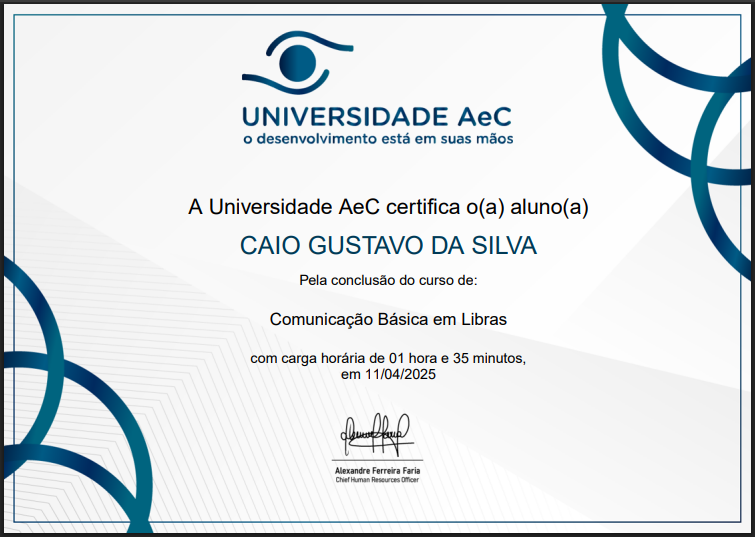 UNIVERSIDADE AeC
o desenvolvimento está em suas mãos
A Universidade AeC certifica o(a) aluno(a)
CAIO GUSTAVO DA SILVA
Pela conclusão do curso de:
Comunicação Básica em Libras
com carga horária de 01 hora e 35 minutos,
em 11/04/2025
Alexandre Ferreira Faria
Chief Human Resources Officer